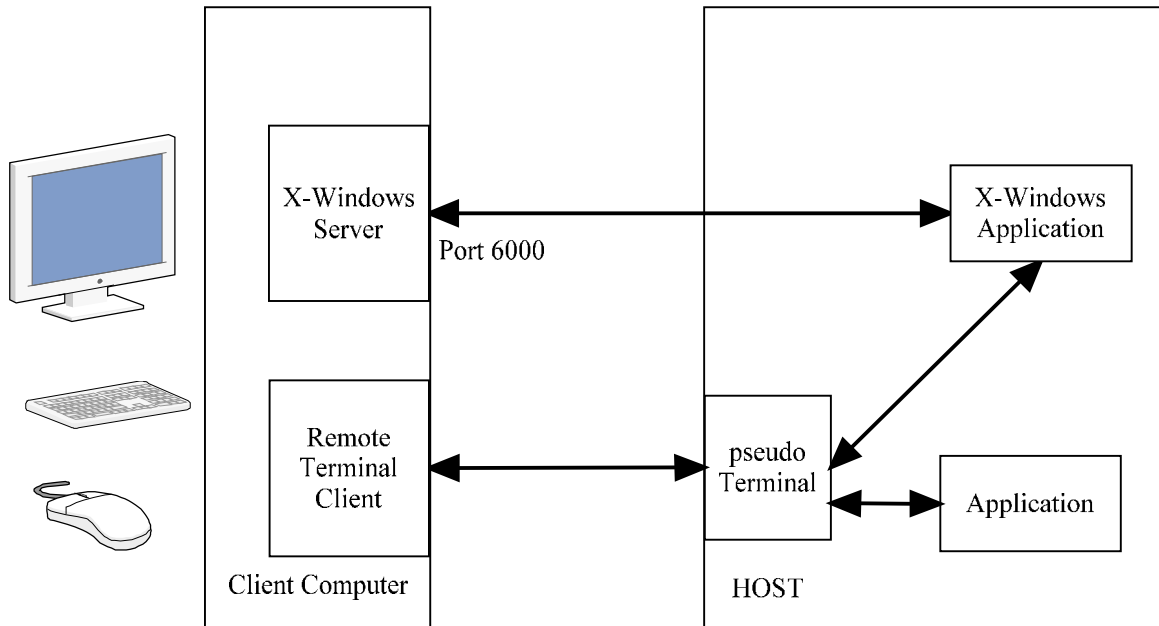 X-Windows
Server
Port 6000
X-Windows
Application
Remote
Terminal
Client
pseudo
Terminal
Application
Client Computer
HOST